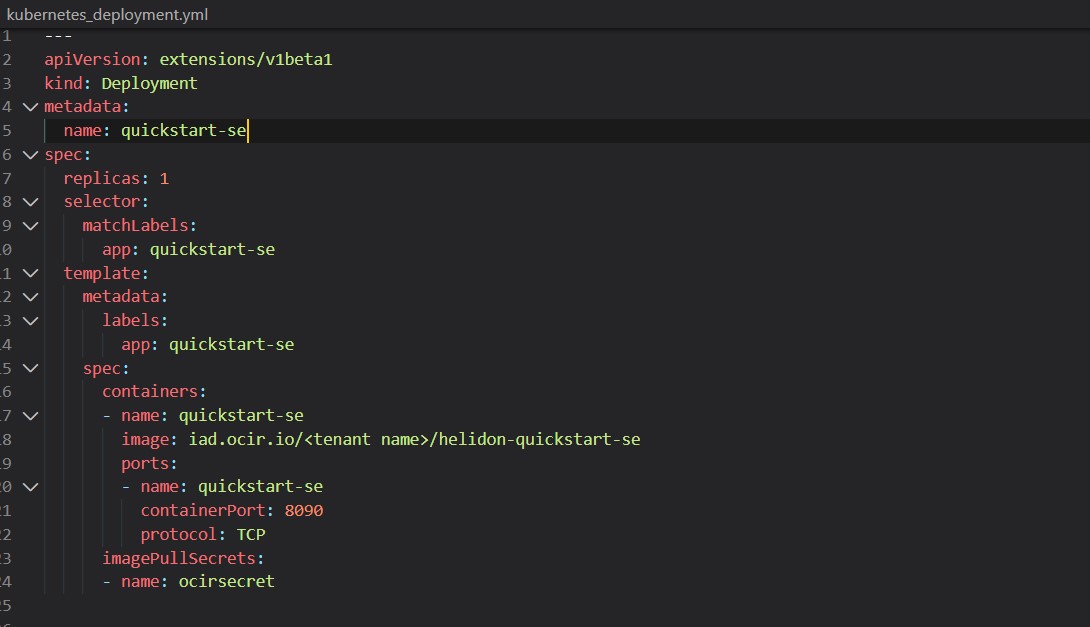 kubernetes_deployment.yml
1 ---
2 apiVersion: extensions/v1beta1
3 kind: Deployment
4 metadata:
5 name: quickstart-se
6 spec:
7 replicas: 1
8 selector:
9 matchLabels:
0 app: quickstart-se
1 template:
2 metadata:
3 labels:
4 app: quickstart-se
5 spec:
6 containers:
7 - name: quickstart-se
8 image: iad.ocir.io/<tenant name>/helidon-quickstart-se
9 ports:
0 - name: quickstart-se
1 containerPort: 8090
2 protocol: TCP
3 imagePullSecrets:
4 - name: ocirsecret
5